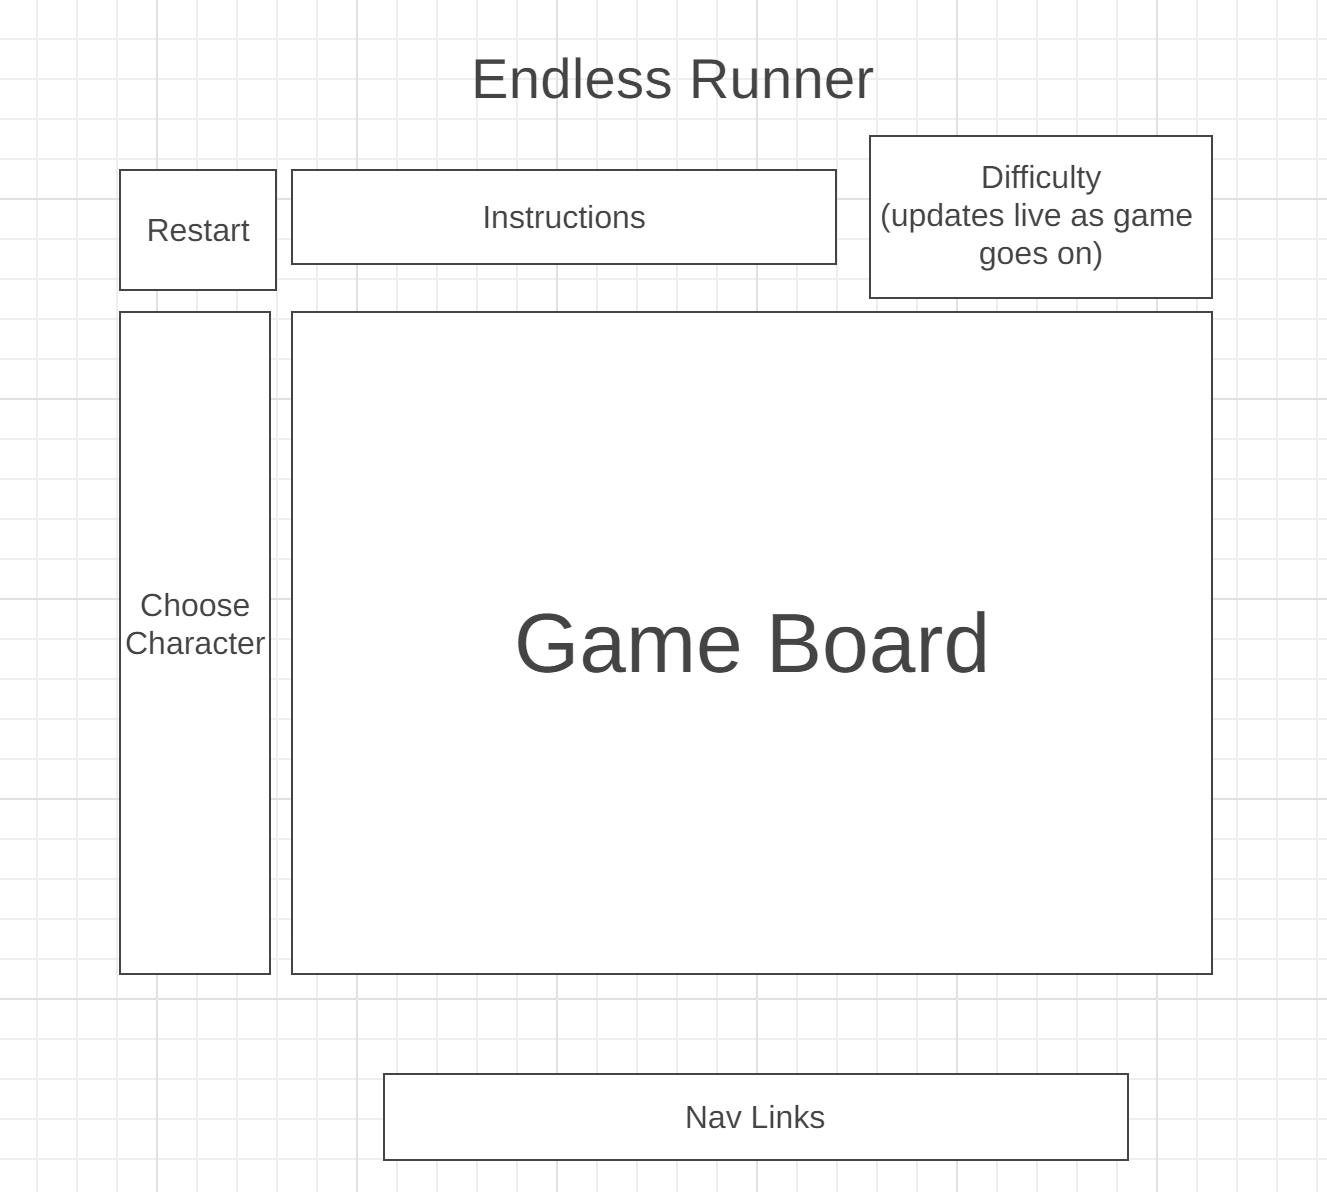 Endless Runner
Restart
Instructions
Difficulty
(updates live as game
goes on)
Choose
Character
Game Board
Nav Links